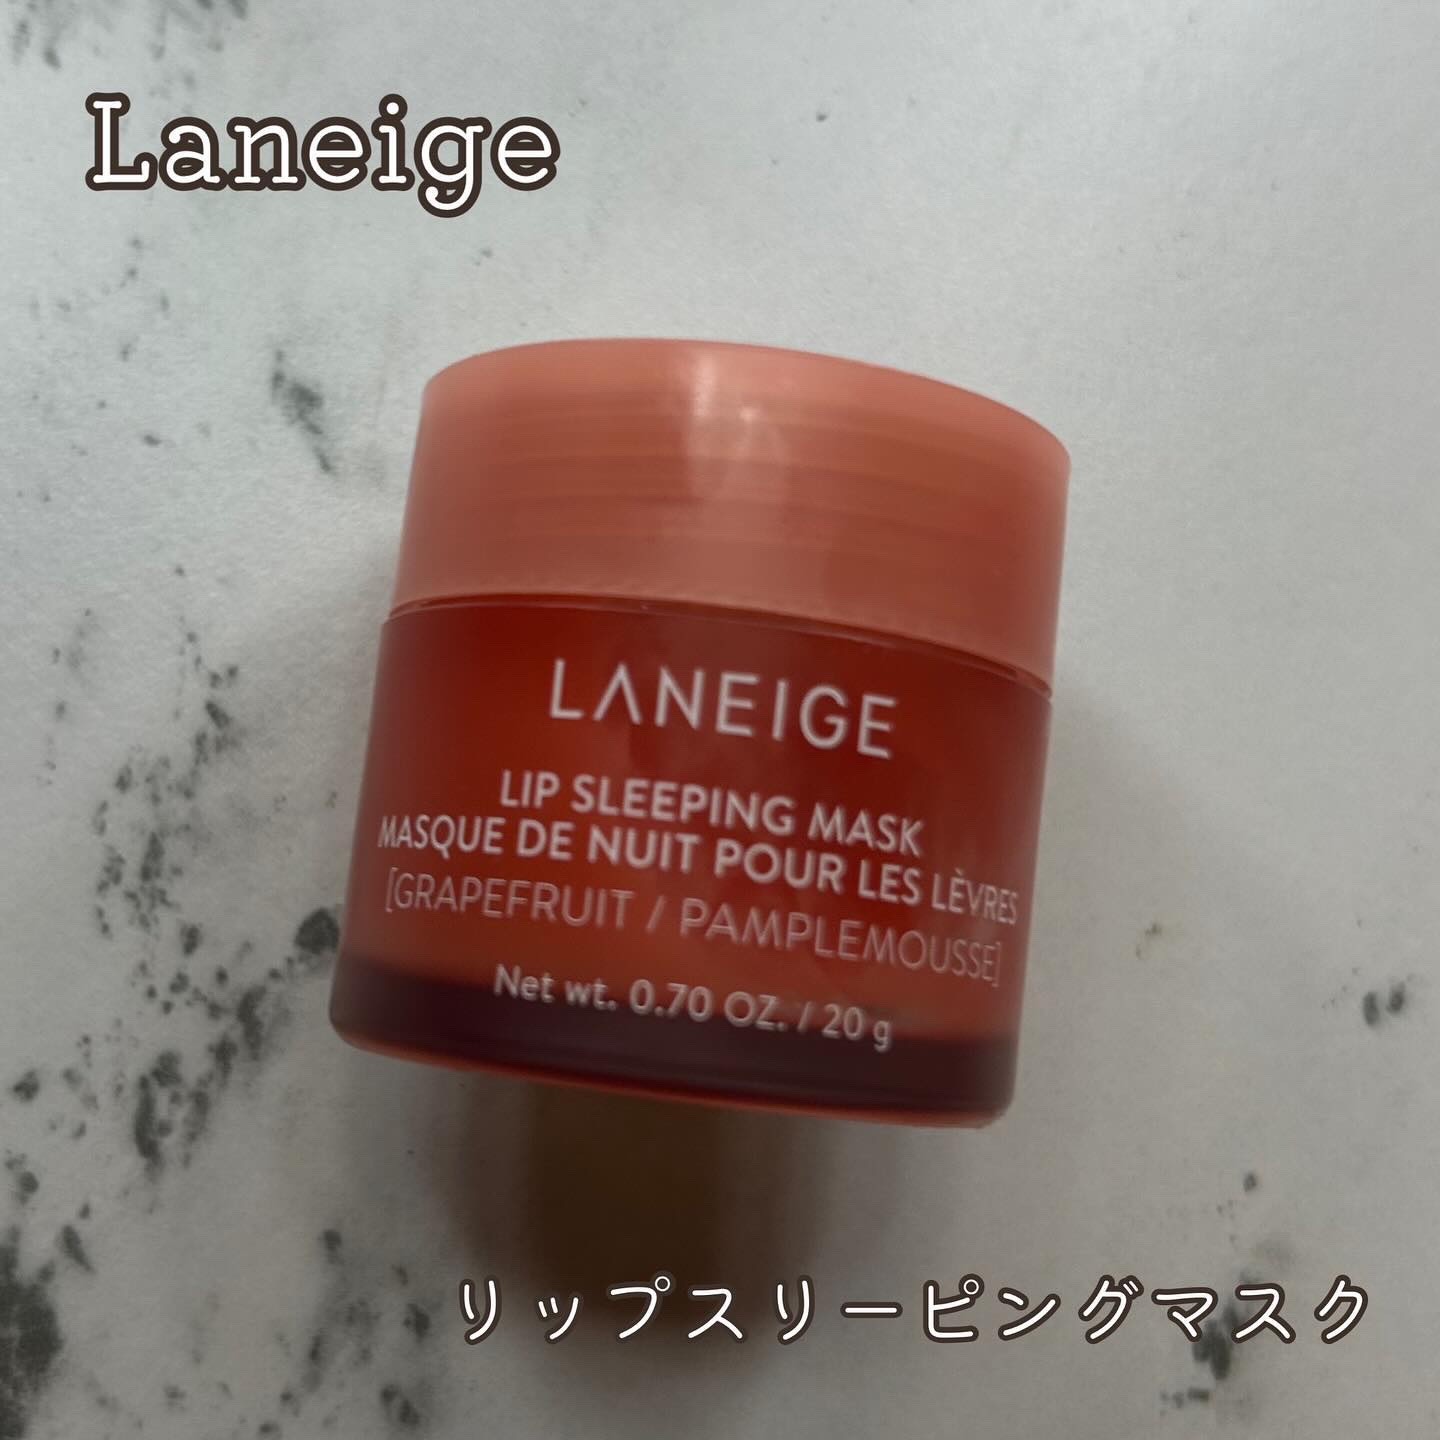 Laneige
LANEIGE
LIP SLEEPING MASK
MASQUE DE NUIT POUR LES LÈVRES
[GRAPEFRUIT / PAMPLEMOUSSE]
Net wt. 0.70 OZ. / 20 g
リップスリーピングマスク